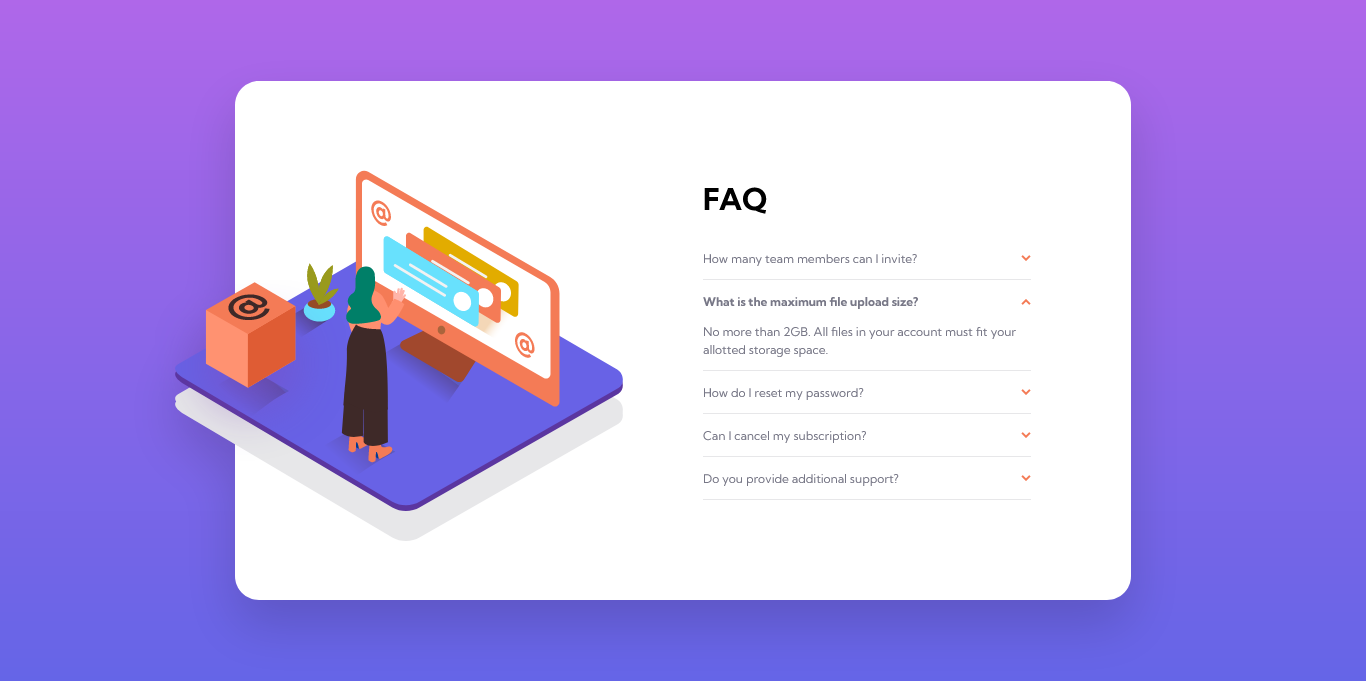 @
@
@
FAQ
How many team members can I invite?
What is the maximum file upload size?
No more than 2GB. All files in your account must fit your
allotted storage space.
How do I reset my password?
Can I cancel my subscription?
Do you provide additional support?